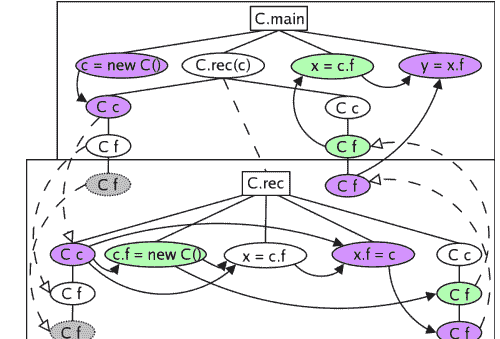 C.main
c = new C() C.rec(c) x = c.f y = x.f
C c C c
C f C f
C f C f
C.rec
C c c.f = new C() x = c.f x.f = c C c
C f C f
C f C f